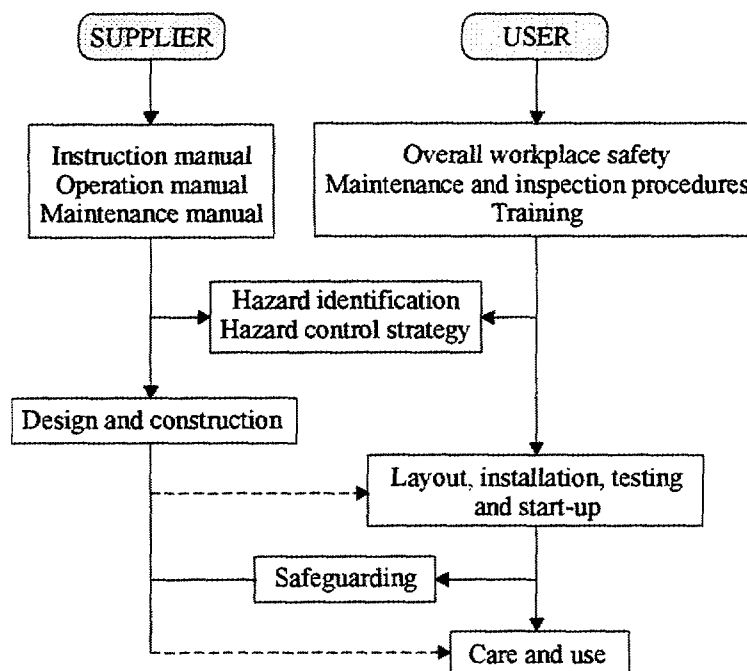 SUPPLIER
USER
Instruction manual
Operation manual
Maintenance manual
Overall workplace safety
Maintenance and inspection procedures
Training
Hazard identification
Hazard control strategy
Design and construction
Layout, installation, testing
and start-up
Safeguarding
Care and use